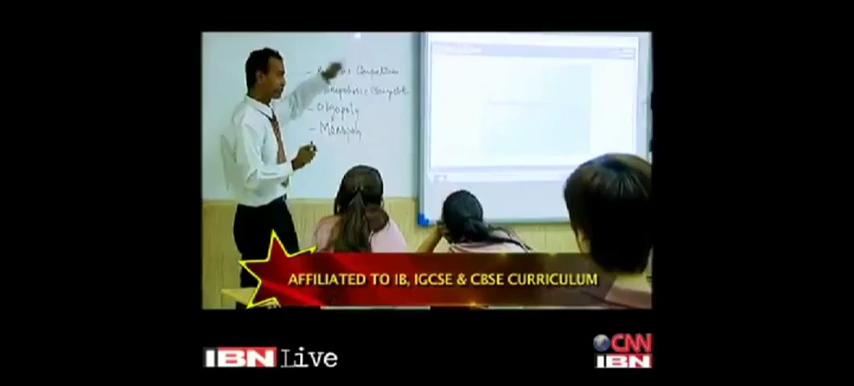 Competition
- Oligopoly
- Monopoly
AFFILIATED TO IB, IGCSE & CBSE CURRICULUM
IBN Live
CNN
IBN